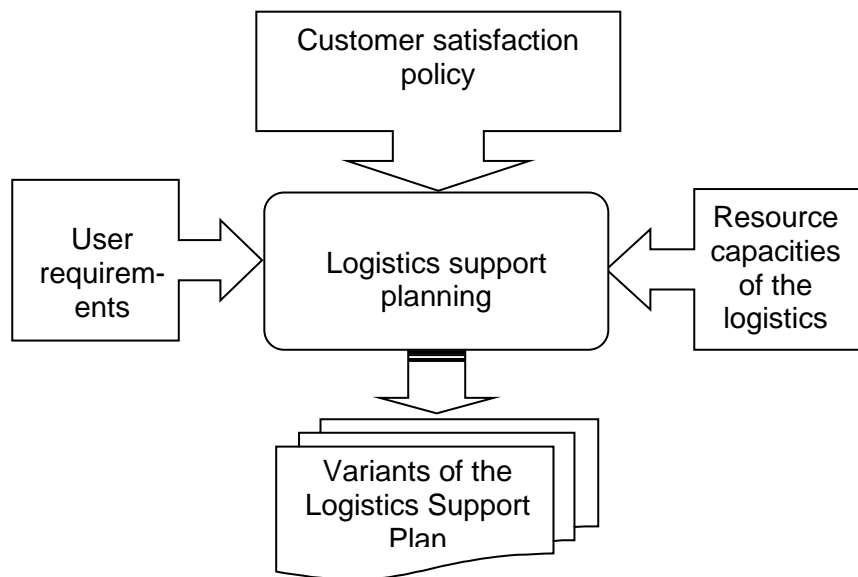 Customer satisfaction
policy
User
requirem-
ents
Logistics support
planning
Resource
capacities
of the
logistics
Variants of the
Logistics Support
Plan